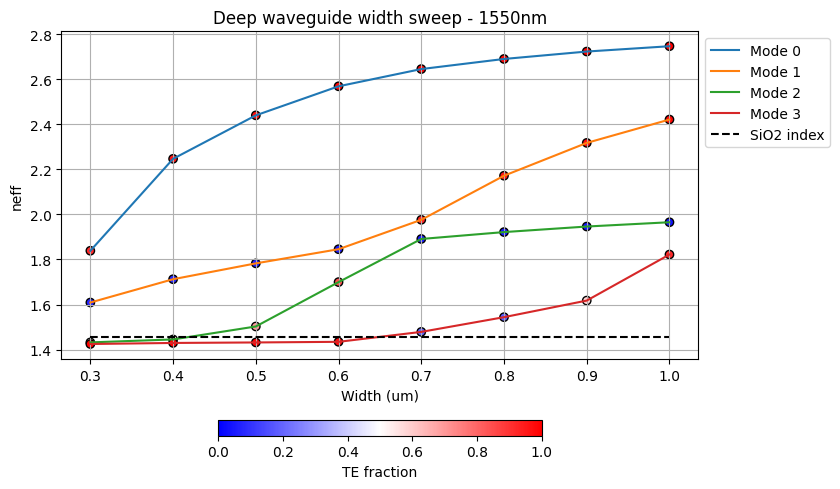 Deep waveguide width sweep - 1550nm
2.8
2.6
2.4
2.2
2.0
1.8
1.6
1.4
neff
0.3 0.4 0.5 0.6 0.7 0.8 0.9 1.0
Width (um)
Mode 0
Mode 1
Mode 2
Mode 3
SiO2 index
0.0 0.2 0.4 0.6 0.8 1.0
TE fraction